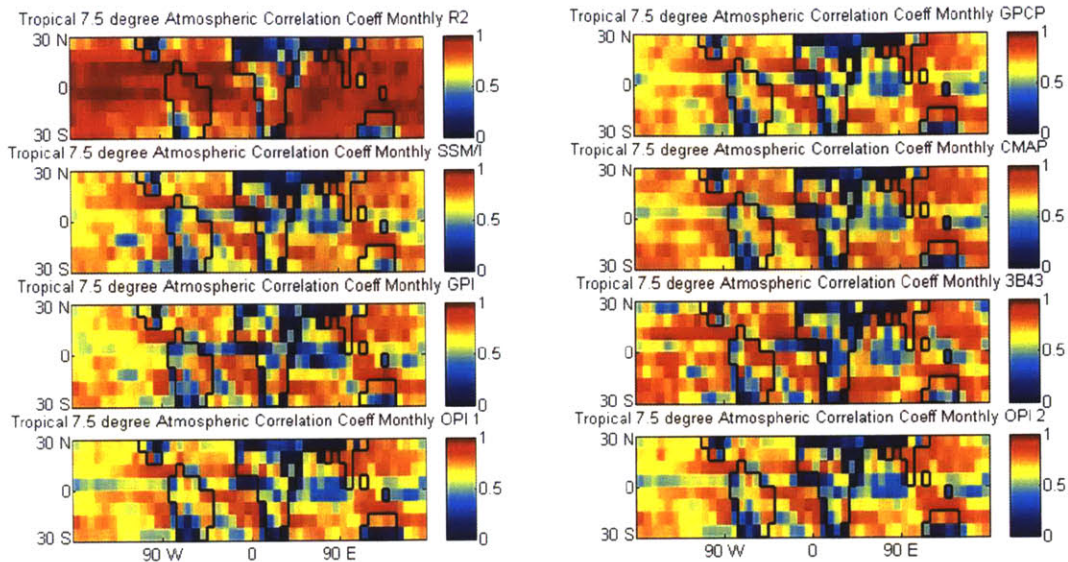 Tropical 7.5 degree Atmospheric Correlation Coeff Monthly R2
30 N
0
30 S
1
0.5
0
Tropical 7.5 degree Atmospheric Correlation Coeff Monthly SSM/I
30 N
0
30 S
1
0.5
0
Tropical 7.5 degree Atmospheric Correlation Coeff Monthly GPI
30 N
0
30 S
1
0.5
0
Tropical 7.5 degree Atmospheric Correlation Coeff Monthly OPI 1
30 N
0
30 S
90 W
0
90 E
1
0.5
0
Tropical 7.5 degree Atmospheric Correlation Coeff Monthly GPCP
30 N
0
30 S
1
0.5
0
Tropical 7.5 degree Atmospheric Correlation Coeff Monthly CMAP
30 N
0
30 S
1
0.5
0
Tropical 7.5 degree Atmospheric Correlation Coeff Monthly 3B43
30 N
0
30 S
1
0.5
0
Tropical 7.5 degree Atmospheric Correlation Coeff Monthly OPI 2
30 N
0
30 S
90 W
0
90 E
1
0.5
0